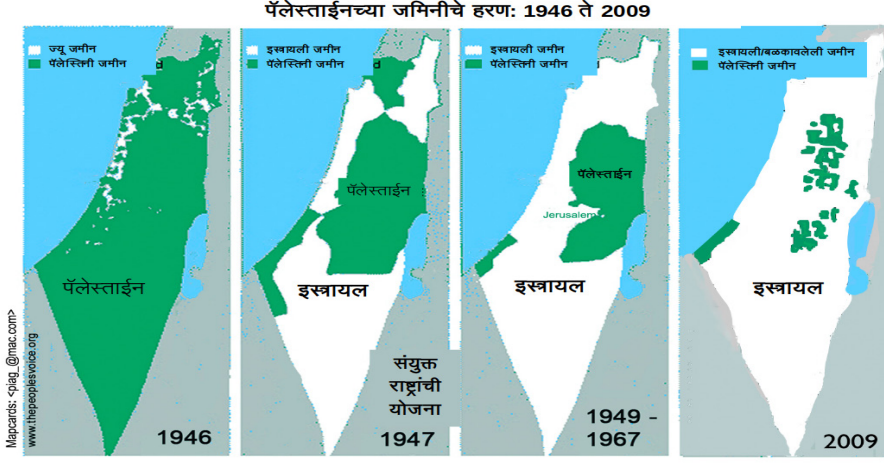 पॅलेस्ताईनच्या जमिनीचे हरण: 1946 ते 2009
ज्यू जमीन
पॅलेस्तिनी जमीन
पॅलेस्ताईन
1946
इस्त्रायली जमीन
पॅलेस्तिनी जमीन
पॅलेस्ताईन
इस्त्रायल
संयुक्त
राष्ट्रांची
योजना
1947
इस्त्रायली जमीन
पॅलेस्तिनी जमीन
पॅलेस्ताईन
Jerusalem
इस्त्रायल
1949 -
1967
इस्त्रायली/बळकावलेली जमीन
पॅलेस्तिनी जमीन
इस्त्रायल
2009
Mapcards: <piag_@mac.com>
www.thepeoplesvoice.org